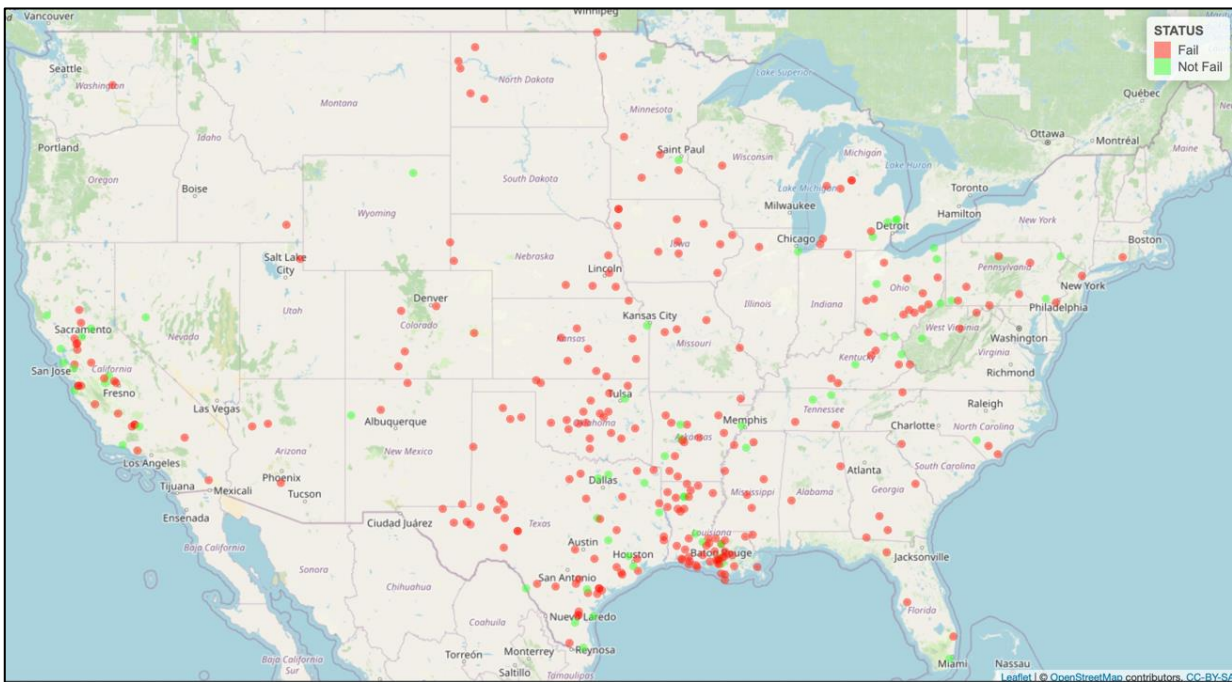 Vancouver
Winnipeg
STATUS
Fail
Not Fail
Seattle
Washington
Montana
North Dakota
Minnesota
Lake Superior
Québec
Ottawa
Montréal
Maine
Portland
Oregon
Idaho
Boise
South Dakota
Saint Paul
Wisconsin
Michigan
Lake Huron
Lake Michigan
Toronto
Hamilton
Milwaukee
Wyoming
Detroit
New York
Boston
Chicago
Iowa
Salt Lake
City
Nebraska
Lincoln
Pennsylvania
New York
Ohio
Denver
Colorado
Utah
Nevada
Sacramento
Illinois
Indiana
Philadelphia
Kansas City
Kansas
Missouri
West Virginia
Washington
Virginia
Richmond
Kentucky
San Jose
California
Fresno
Las Vegas
Tulsa
Oklahoma
Albuquerque
New Mexico
Arizona
Phoenix
Tucson
Tennessee
Memphis
Arkansas
Raleigh
Charlotte
North Carolina
South Carolina
Los Angeles
Tijuana
Mexicali
Ensenada
Atlanta
Georgia
Alabama
Mississippi
Dallas
Texas
Ciudad Juárez
Louisiana
Baton Rouge
Jacksonville
Austin
Houston
San Antonio
Baja California
Sonora
Chihuahua
Coahuila
Nuevo Laredo
Florida
Miami
Nassau
Baja California
Sur
Torreón
Monterrey
Reynosa
Saltillo
Tamaulipas
Leaflet | © OpenStreetMap contributors, CC-BY-SA